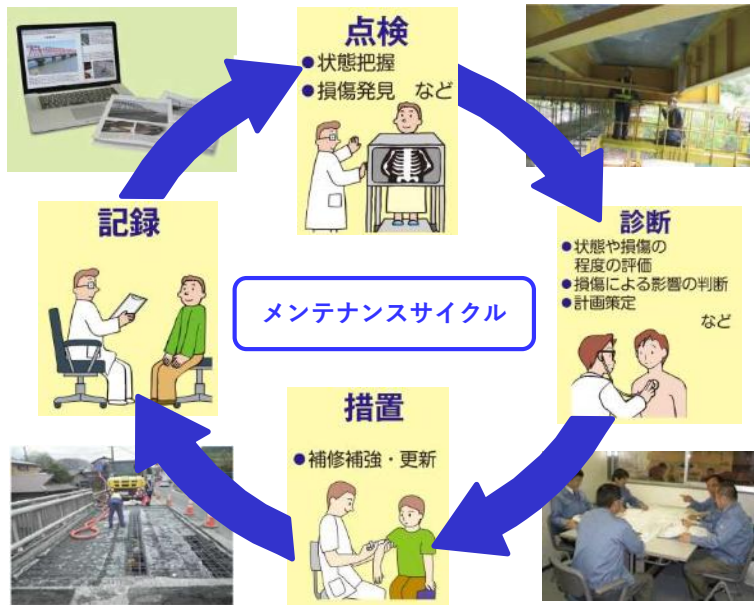 点検
●状態把握
●損傷発見 など
診断
●状態や損傷の
程度の評価
●損傷による影響の判断
●計画策定
など
メンテナンスサイクル
記録
措置
●補修補強・更新